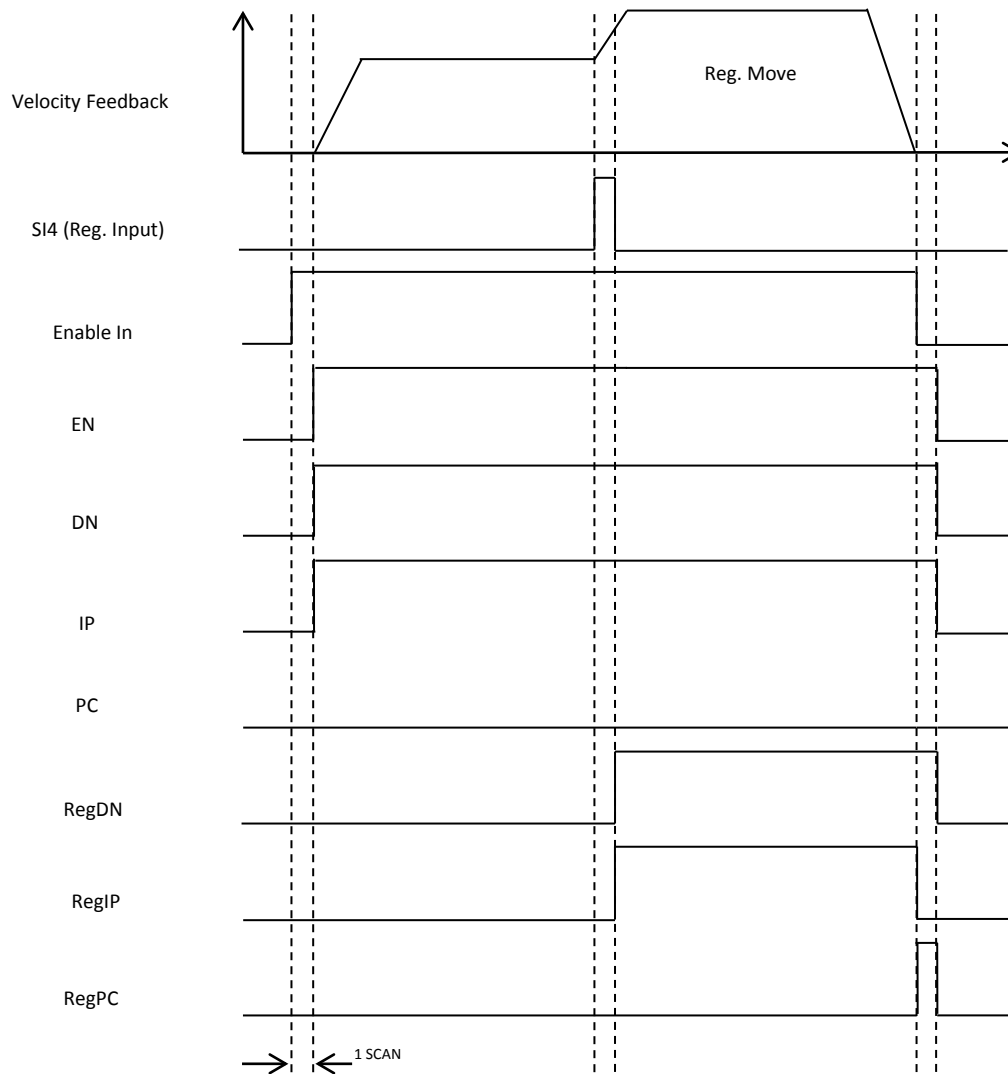 Reg. Move
Velocity Feedback
SI4 (Reg. Input)
Enable In
EN
DN
IP
PC
RegDN
RegIP
RegPC
1 SCAN